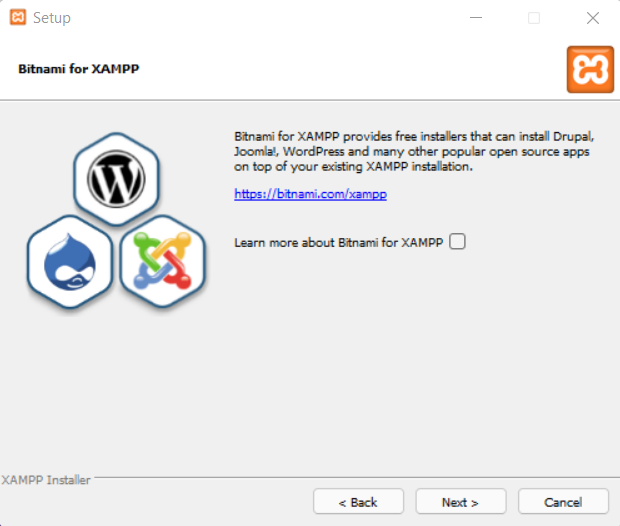 Setup
Bitnami for XAMPP
Bitnami for XAMPP provides free installers that can install Drupal,
Joomla!, WordPress and many other popular open source apps
on top of your existing XAMPP installation.
https://bitnami.com/xampp
Learn more about Bitnami for XAMPP
XAMPP Installer
< Back
Next >
Cancel